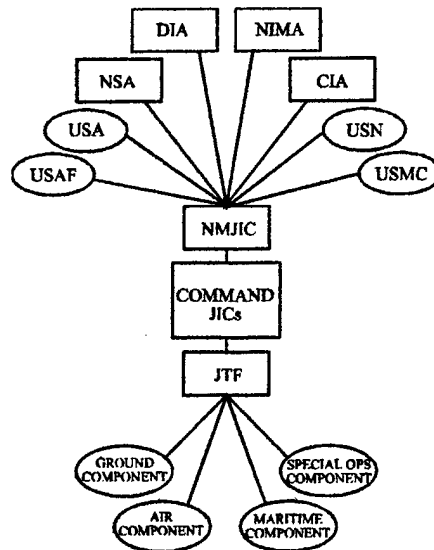 DIA
NIMA
NSA
CIA
USA
USN
USAF
USMC
NMJIC
COMMAND
JICs
JTF
GROUND
COMPONENT
SPECIAL OPS
COMPONENT
AIR
COMPONENT
MARITIME
COMPONENT